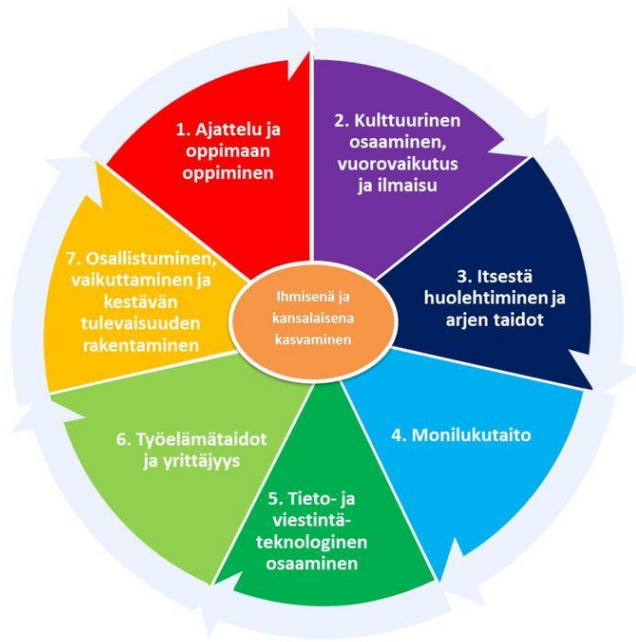 1. Ajattelu ja
oppimaan
oppiminen
2. Kulttuurinen
osaaminen,
vuorovaikutus
ja ilmaisu
3. Itsestä
huolehtiminen ja
arjen taidot
4. Monilukutaito
5. Tieto- ja
viestintä-
teknologinen
osaaminen
6. Työelämätaidot
ja yrittäjyys
7. Osallistuminen,
vaikuttaminen ja
kestävän
tulevaisuuden
rakentaminen
Ihmisenä ja
kansalaisena
kasvaminen